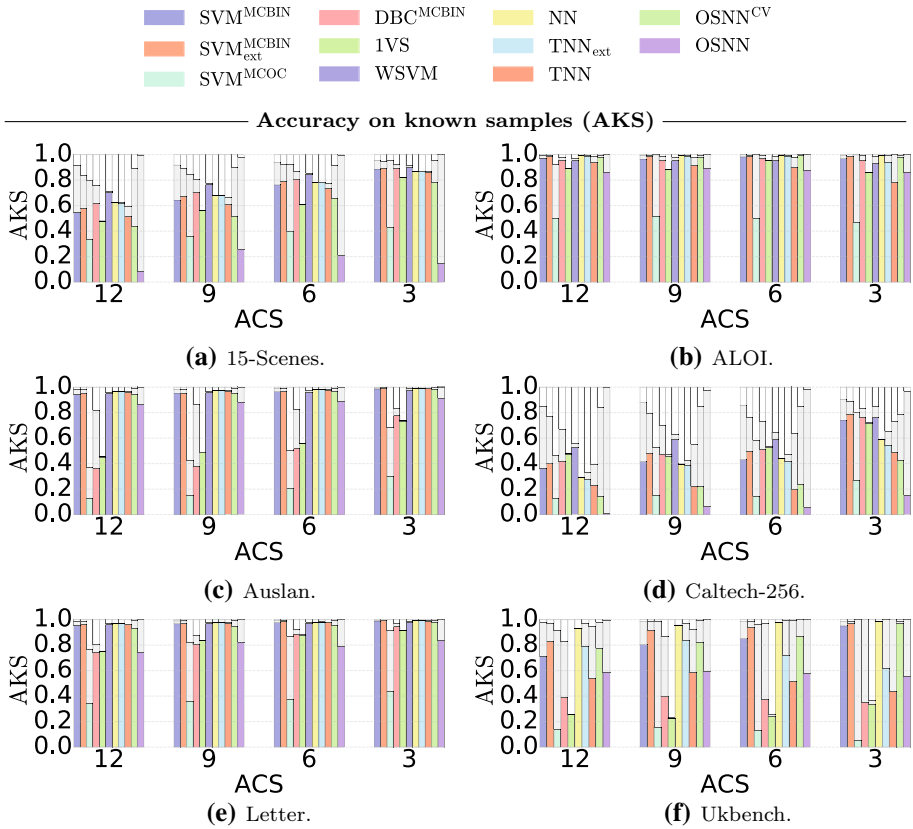 SVM^MCBIN DBC^MCBIN NN OSNN^CV
SVM^MCBIN_ext 1VS TNN_ext OSNN
SVM^MCOC WSVM TNN
Accuracy on known samples (AKS)
1.0
0.8
0.6
0.4
0.2
0.0
AKS
12 9 6 3
ACS
(a) 15-Scenes.
1.0
0.8
0.6
0.4
0.2
0.0
AKS
12 9 6 3
ACS
(b) ALOI.
1.0
0.8
0.6
0.4
0.2
0.0
AKS
12 9 6 3
ACS
(c) Auslan.
1.0
0.8
0.6
0.4
0.2
0.0
AKS
12 9 6 3
ACS
(d) Caltech-256.
1.0
0.8
0.6
0.4
0.2
0.0
AKS
12 9 6 3
ACS
(e) Letter.
1.0
0.8
0.6
0.4
0.2
0.0
AKS
12 9 6 3
ACS
(f) Ukbench.